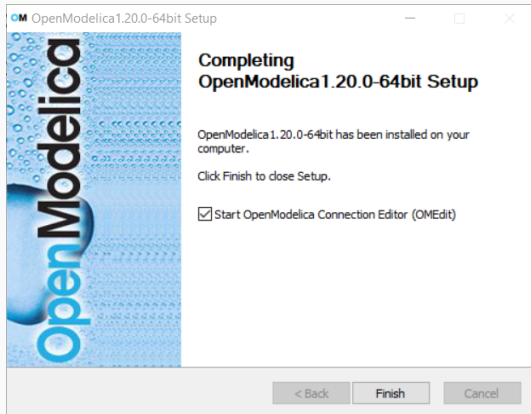 OM OpenModelica1.20.0-64bit Setup
OpenModelica
Completing
OpenModelica1.20.0-64bit Setup
OpenModelica1.20.0-64bit has been installed on your
computer.
Click Finish to close Setup.
Start OpenModelica Connection Editor (OMEdit)
< Back
Finish
Cancel